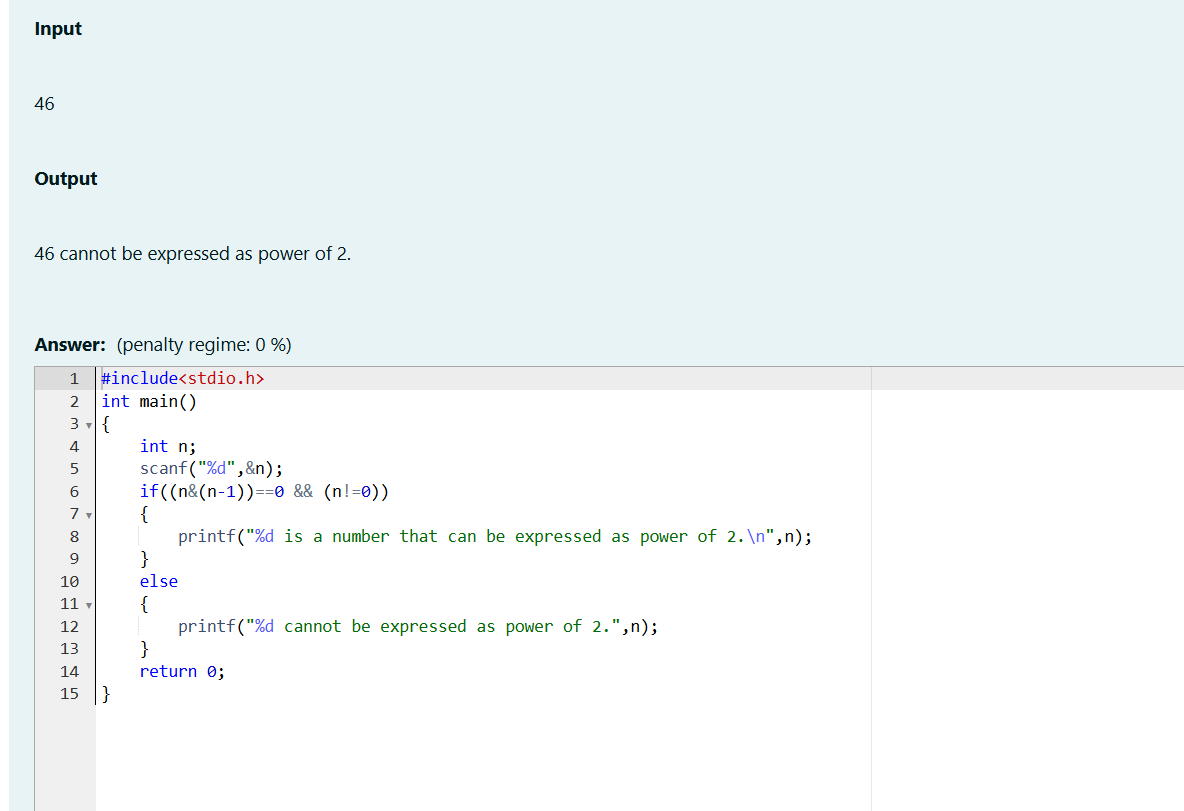 Input
46
Output
46 cannot be expressed as power of 2.
Answer: (penalty regime: 0 %)
1 #include<stdio.h>
2 int main()
3 {
4     int n;
5     scanf("%d",&n);
6     if((n&(n-1))==0 && (n!=0))
7     {
8         printf("%d is a number that can be expressed as power of 2.\n",n);
9     }
10     else
11     {
12         printf("%d cannot be expressed as power of 2.",n);
13     }
14     return 0;
15 }